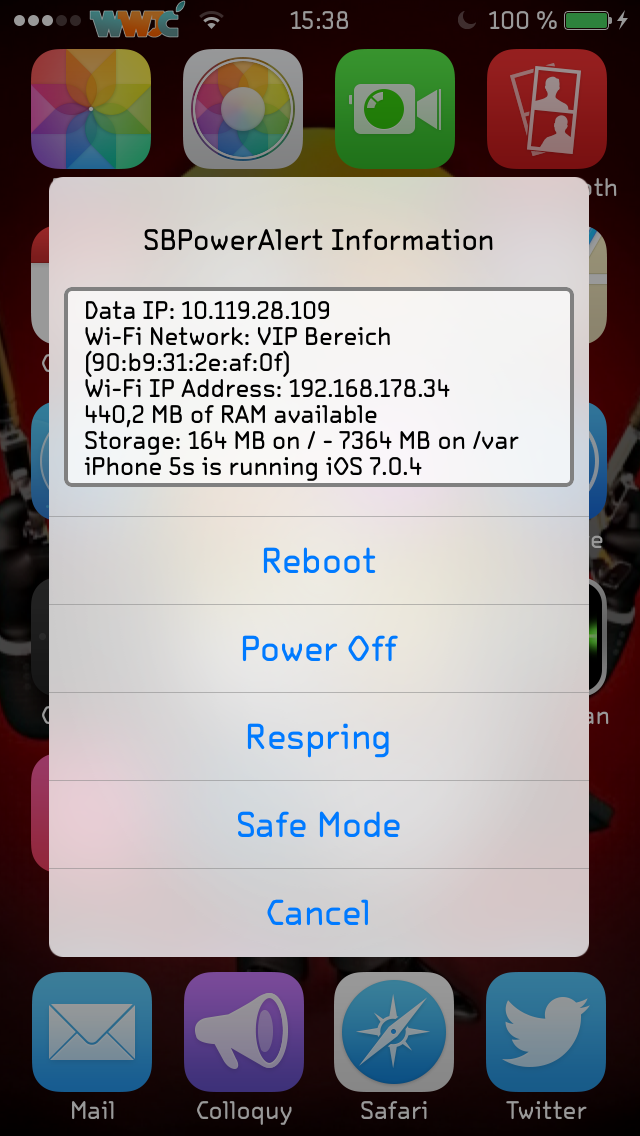 WWJC 15:38 100 %
oth
SBPowerAlert Information
Data IP: 10.119.28.109
Wi-Fi Network: VIP Bereich
(90:b9:31:2e:af:0f)
Wi-Fi IP Address: 192.168.178.34
440,2 MB of RAM available
Storage: 164 MB on / - 7364 MB on /var
iPhone 5s is running iOS 7.0.4
Reboot
Power Off
Respring
Safe Mode
Cancel
Mail Colloquy Safari Twitter